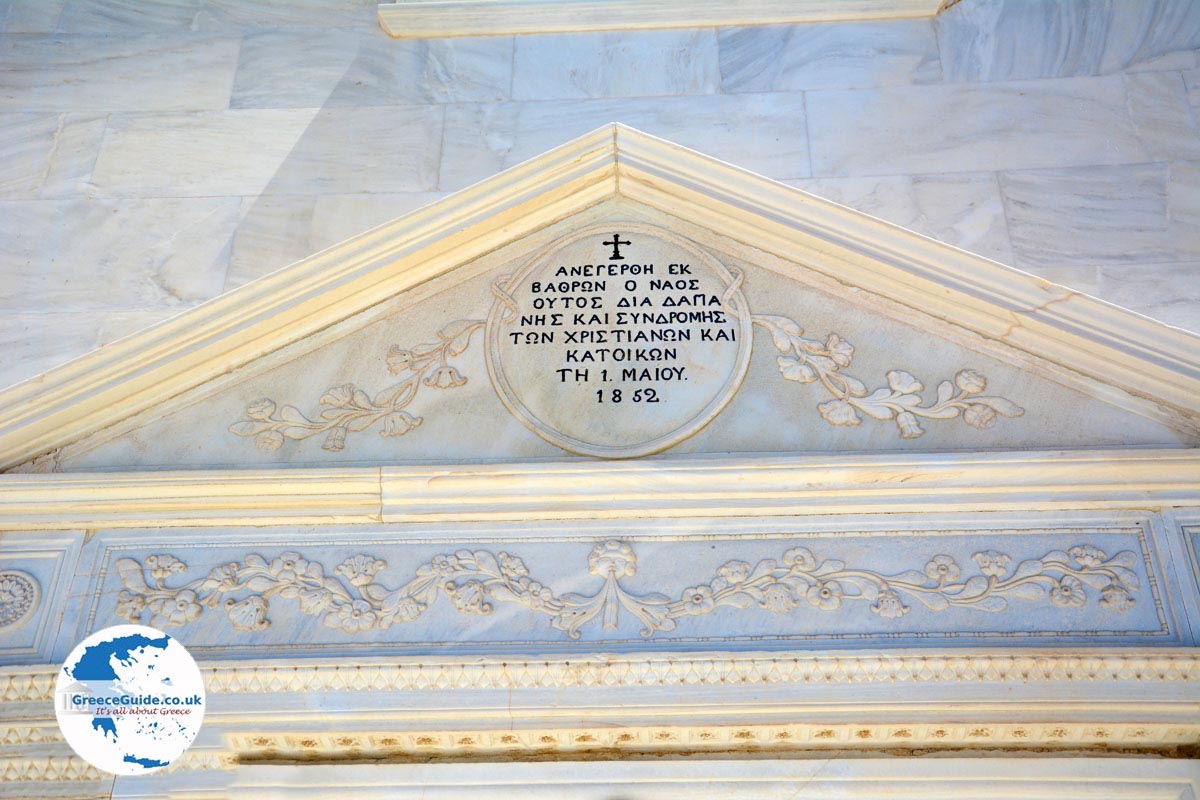 ΑΝΕΓΕΡΘΗ ΕΚ
ΒΑΘΡΩΝ Ο ΝΑΟΣ
ΟΥΤΟΣ ΔΙΑ ΔΑΠΑ
ΝΗΣ ΚΑΙ ΣΥΝΔΡΟΜΗΣ
ΤΩΝ ΧΡΙΣΤΙΑΝΩΝ ΚΑΙ
ΚΑΤΟΙΚΩΝ
ΤΗ 1. ΜΑΙΟΥ.
1852
GreeceGuide.co.uk
It's all about Greece